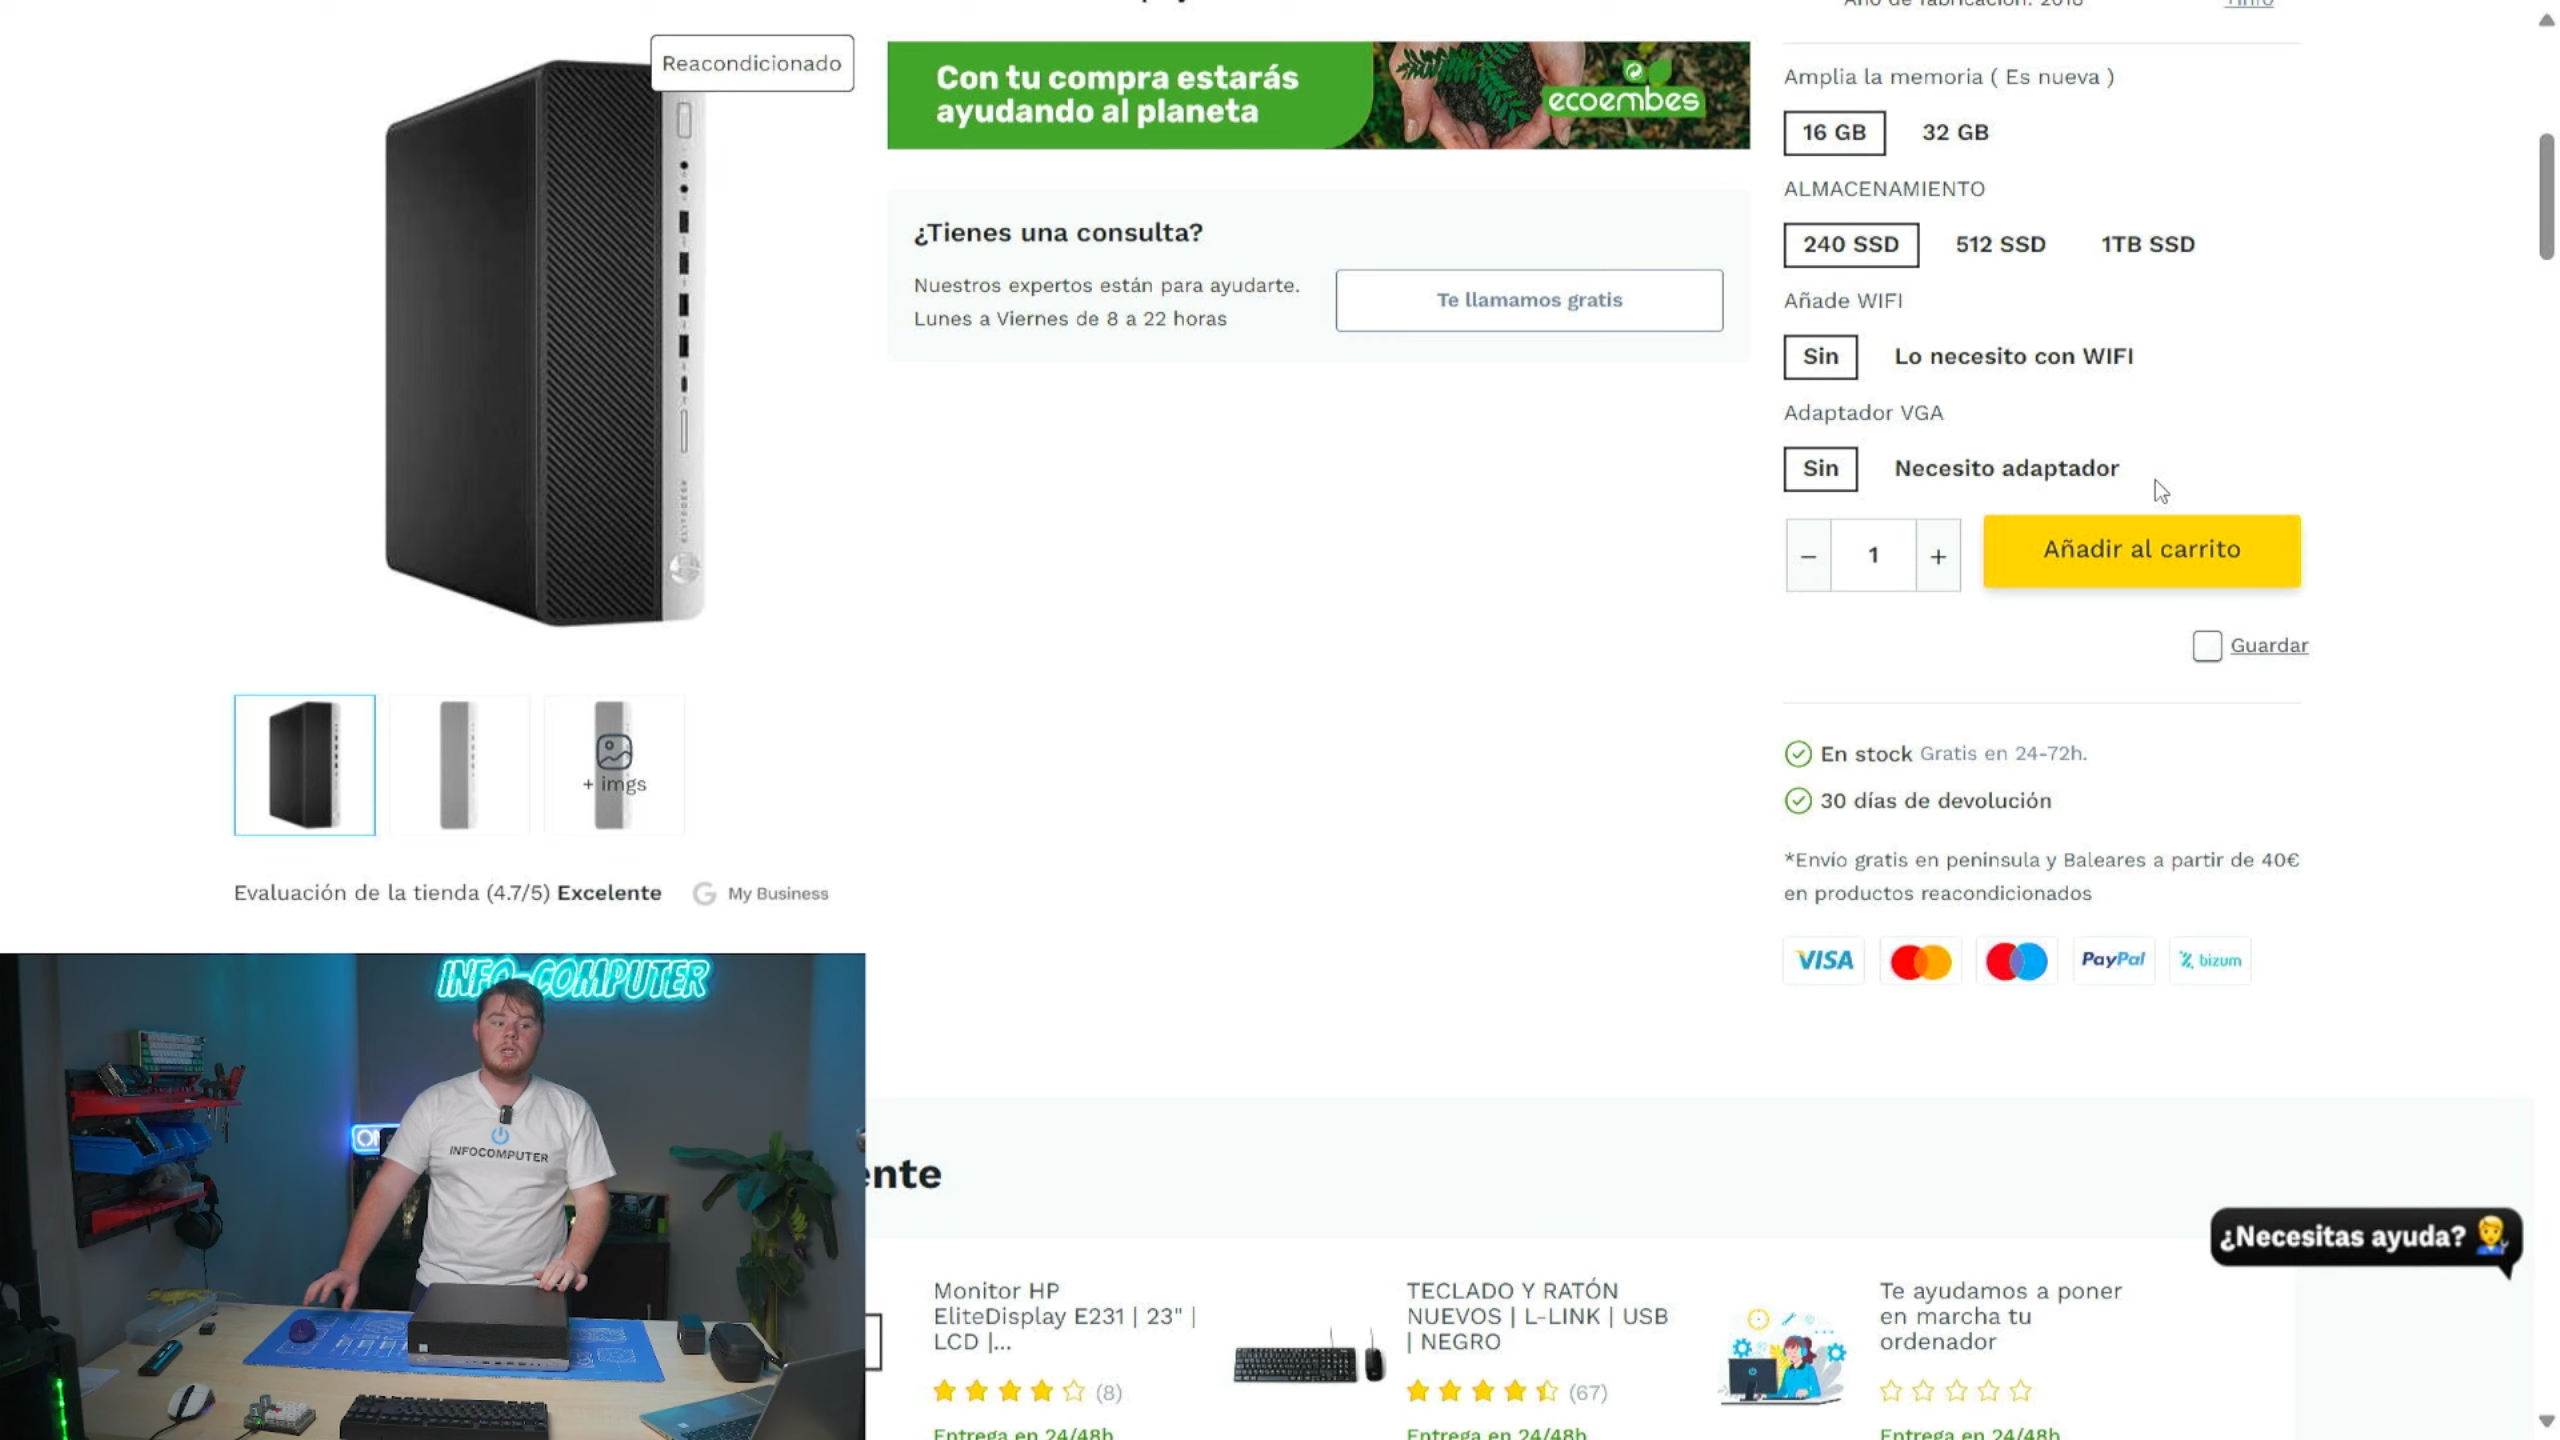 Reacondicionado
ELITEDESK
Evaluación de la tienda (4.7/5) Excelente
G My Business
+ imgs
Con tu compra estarás
ayudando al planeta
ecoembes
¿Tienes una consulta?
Nuestros expertos están para ayudarte.
Lunes a Viernes de 8 a 22 horas
Te llamamos gratis
Año de fabricación: 2018
+info
Amplia la memoria ( Es nueva )
16 GB 32 GB
ALMACENAMIENTO
240 SSD 512 SSD 1TB SSD
Añade WIFI
Sin Lo necesito con WIFI
Adaptador VGA
Sin Necesito adaptador
− 1 + Añadir al carrito
Guardar
En stock Gratis en 24-72h.
30 días de devolución
*Envío gratis en peninsula y Baleares a partir de 40€
en productos reacondicionados
VISA PayPal bizum
INFO-COMPUTER
ON
INFOCOMPUTER
ente
¿Necesitas ayuda?
Monitor HP
EliteDisplay E231 | 23" |
LCD |...
(8)
Entrega en 24/48h
TECLADO Y RATÓN
NUEVOS | L-LINK | USB
| NEGRO
(67)
Entrega en 24/48h
Te ayudamos a poner
en marcha tu
ordenador
Entrega en 24/48h